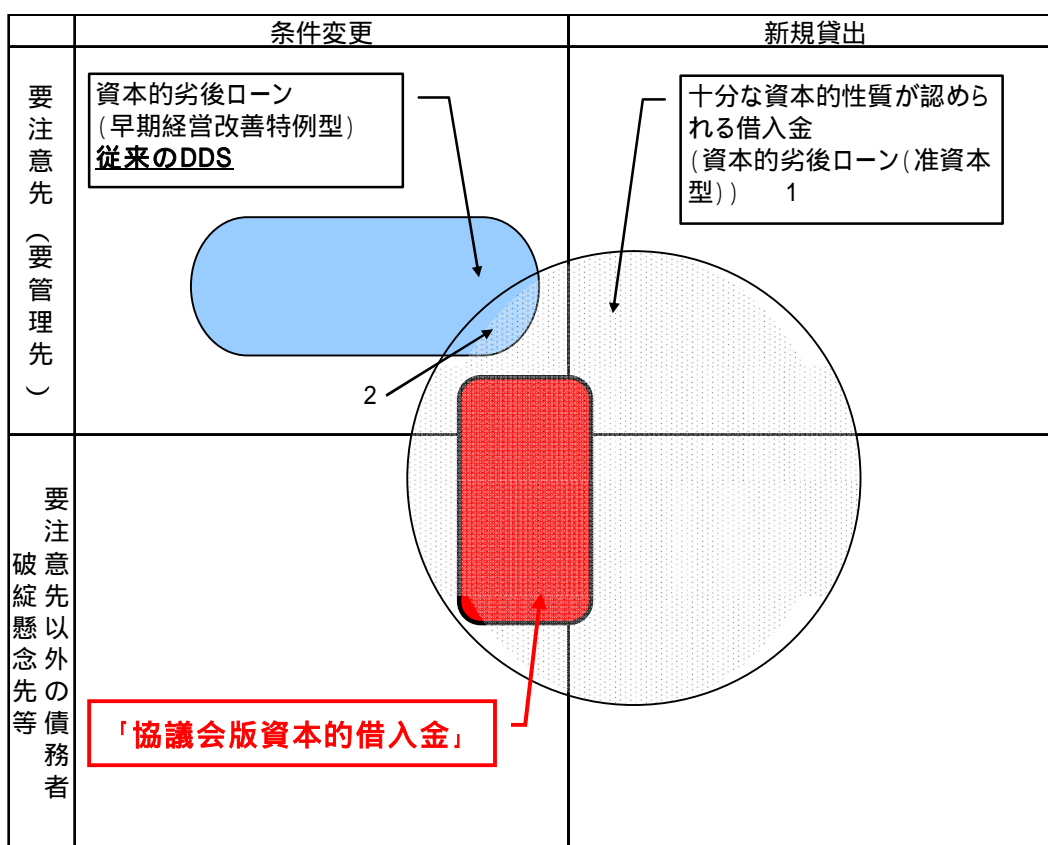 条件変更
新規貸出
要注意先（要管理先）
資本的劣後ローン
(早期経営改善特例型)
従来のDDS
十分な資本的性質が認めら
れる借入金
(資本的劣後ローン(准資本
型)) 1
2
要注意先以外の債務者
破綻懸念先等
「協議会版資本的借入金」